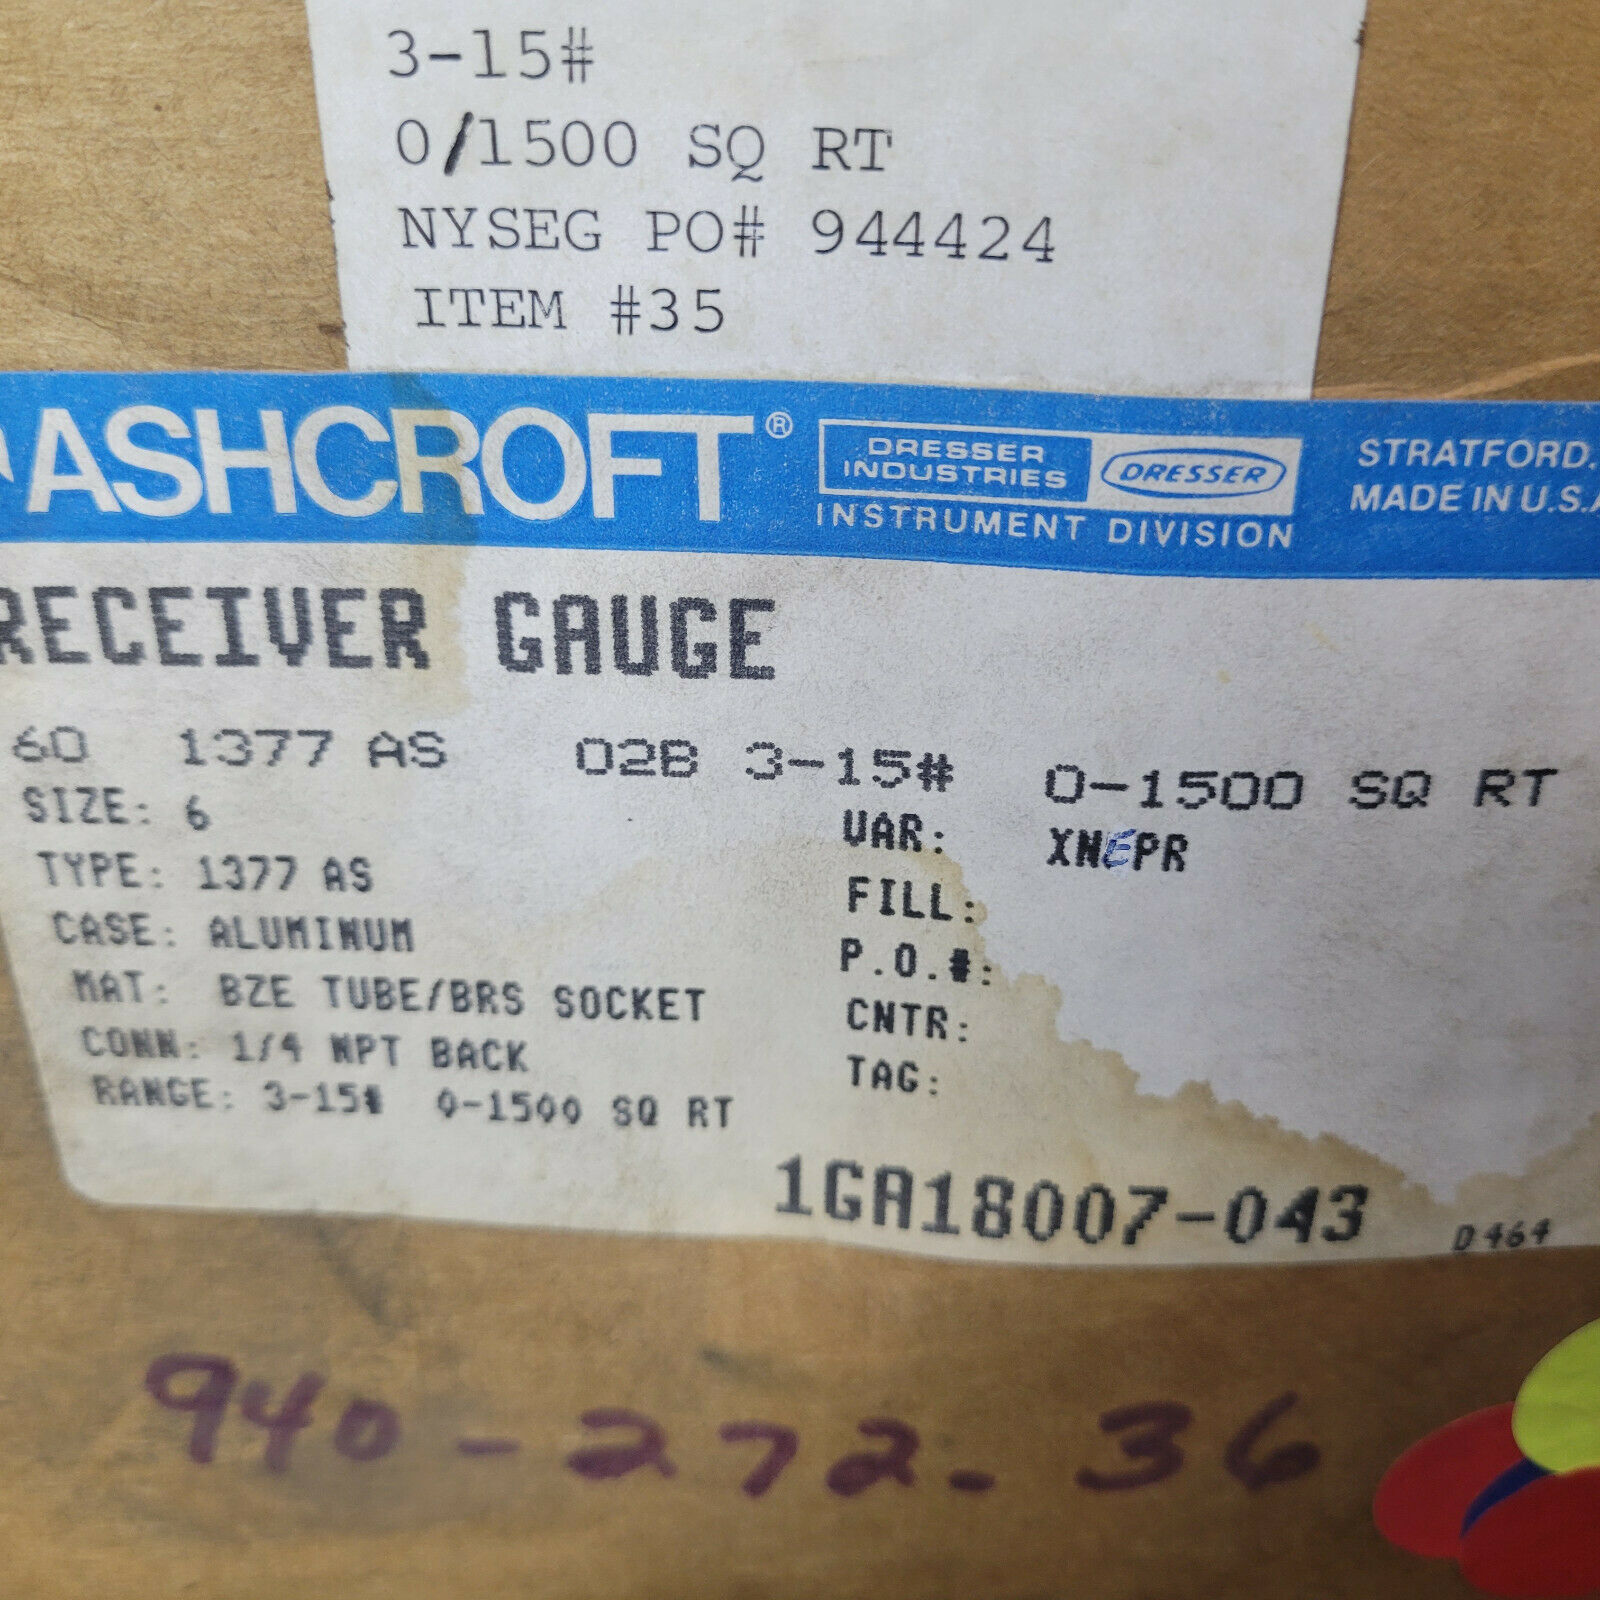 3-15#
0/1500 SQ RT
NYSEG PO# 944424
ITEM #35
ASHCROFT®
DRESSER INDUSTRIES
DRESSER
INSTRUMENT DIVISION
STRATFORD,
MADE IN U.S.A
RECEIVER GAUGE
60 1377 AS 02B 3-15# 0-1500 SQ RT
SIZE: 6
TYPE: 1377 AS
CASE: ALUMINUM
MAT: BZE TUBE/BRS SOCKET
CONN: 1/4 NPT BACK
RANGE: 3-15# 0-1500 SQ RT
VAR: XNEPR
FILL:
P.O.#:
CNTR:
TAG:
1GA18007-043
D464
940-272-36